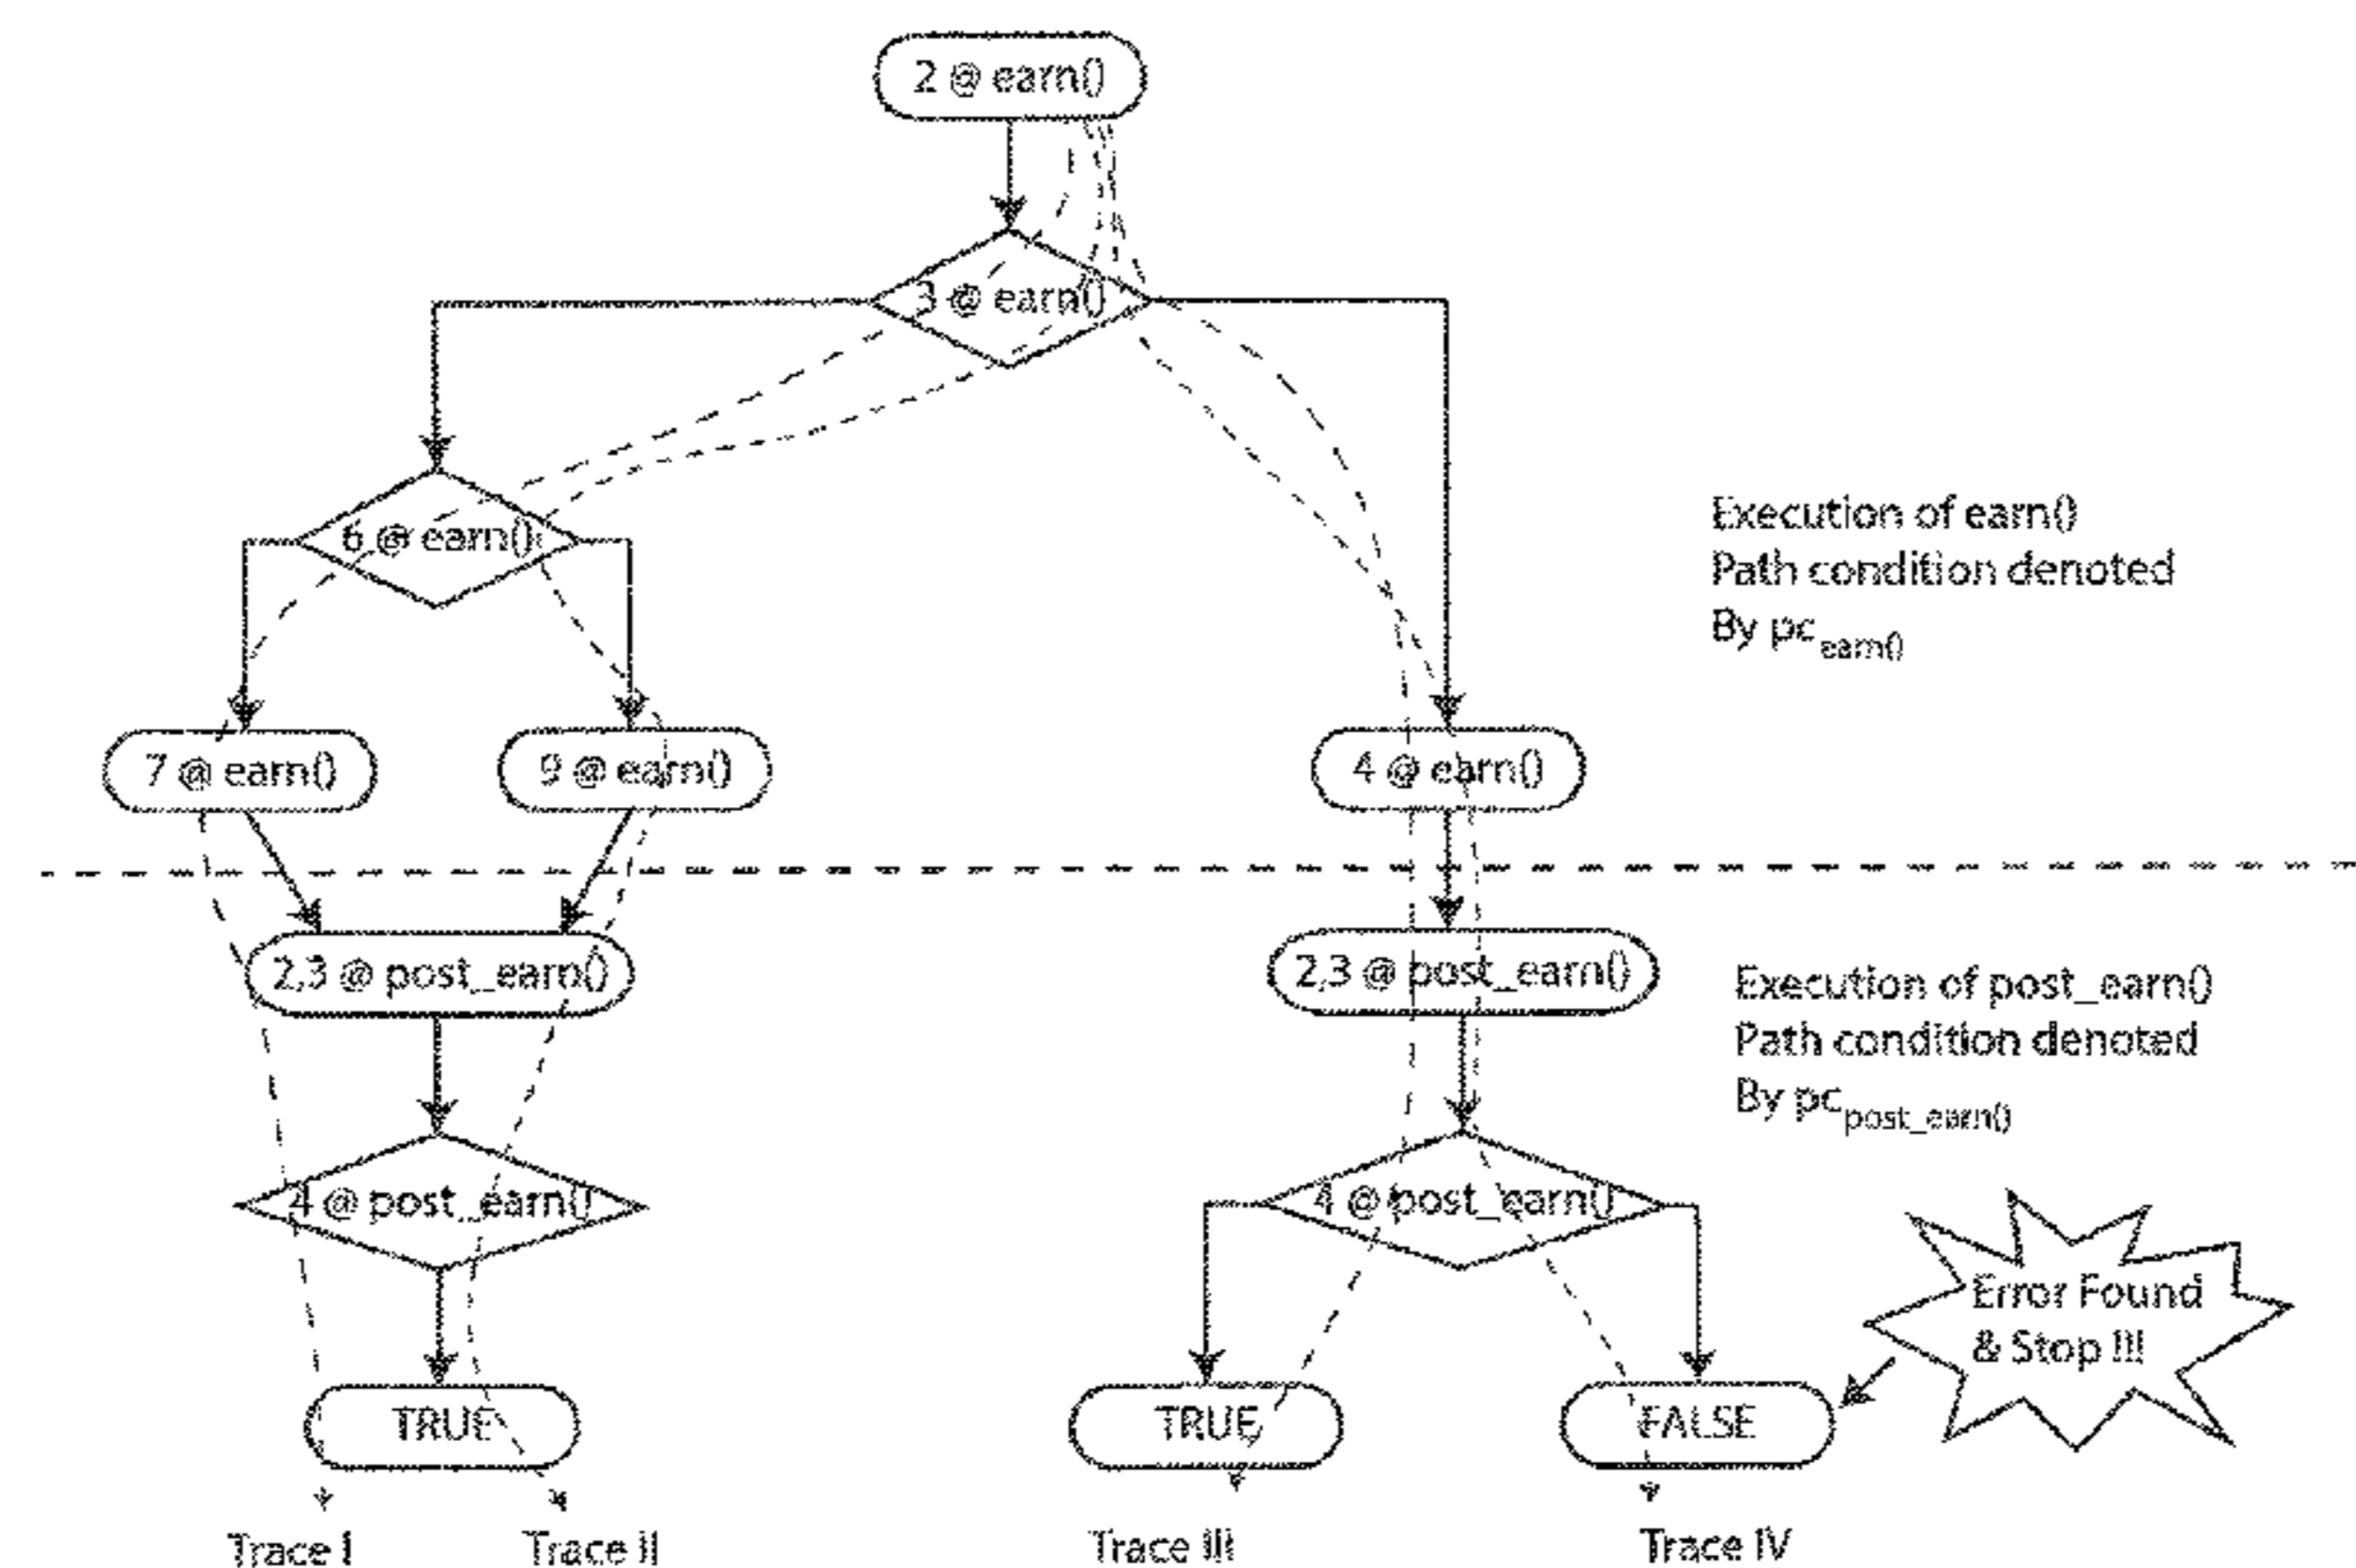 2 @ earn()
3 @ earn()
6 @ earn()
Execution of earn()
Path condition denoted
By pc earn()
7 @ earn()
9 @ earn()
4 @ earn()
2,3 @ post_earn()
2,3 @ post_earn()
Execution of post_earn()
Path condition denoted
By pc post_earn()
4 @ post_earn()
4 @ post_earn()
Error Found
& Stop !!!
TRUE
TRUE
FALSE
Trace I
Trace II
Trace III
Trace IV